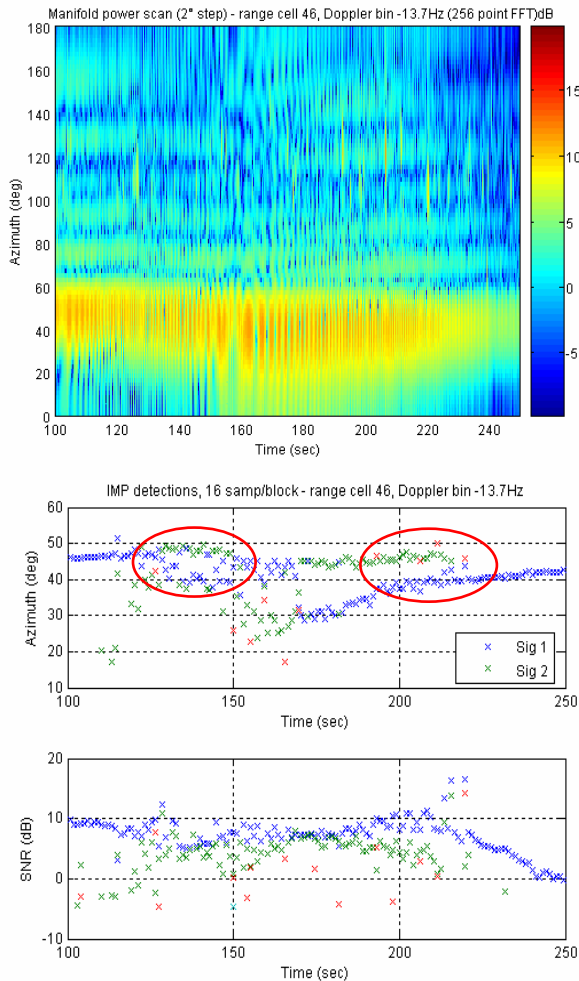 Manifold power scan (2° step) - range cell 46, Doppler bin -13.7Hz (256 point FFT)dB
180
160
140
120
100
80
60
40
20
0
Azimuth (deg)
100 120 140 160 180 200 220 240
Time (sec)
15
10
5
0
-5
IMP detections, 16 samp/block - range cell 46, Doppler bin -13.7Hz
60
50
40
30
20
10
Azimuth (deg)
Sig 1
Sig 2
100 150 200 250
Time (sec)
20
10
0
-10
SNR (dB)
100 150 200 250
Time (sec)